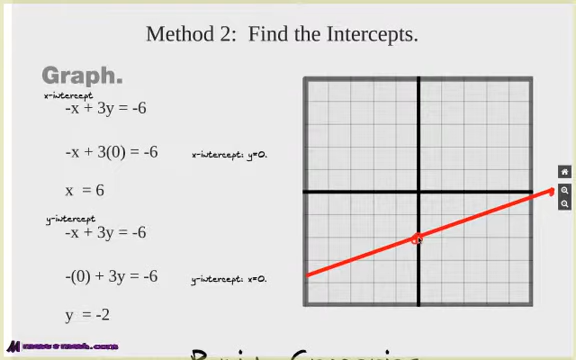 Method 2: Find the Intercepts.
Graph.
x-intercept
-x + 3y = -6
-x + 3(0) = -6 x-intercept: y=0.
x = 6
y-intercept
-x + 3y = -6
-(0) + 3y = -6 y-intercept: x=0.
y = -2